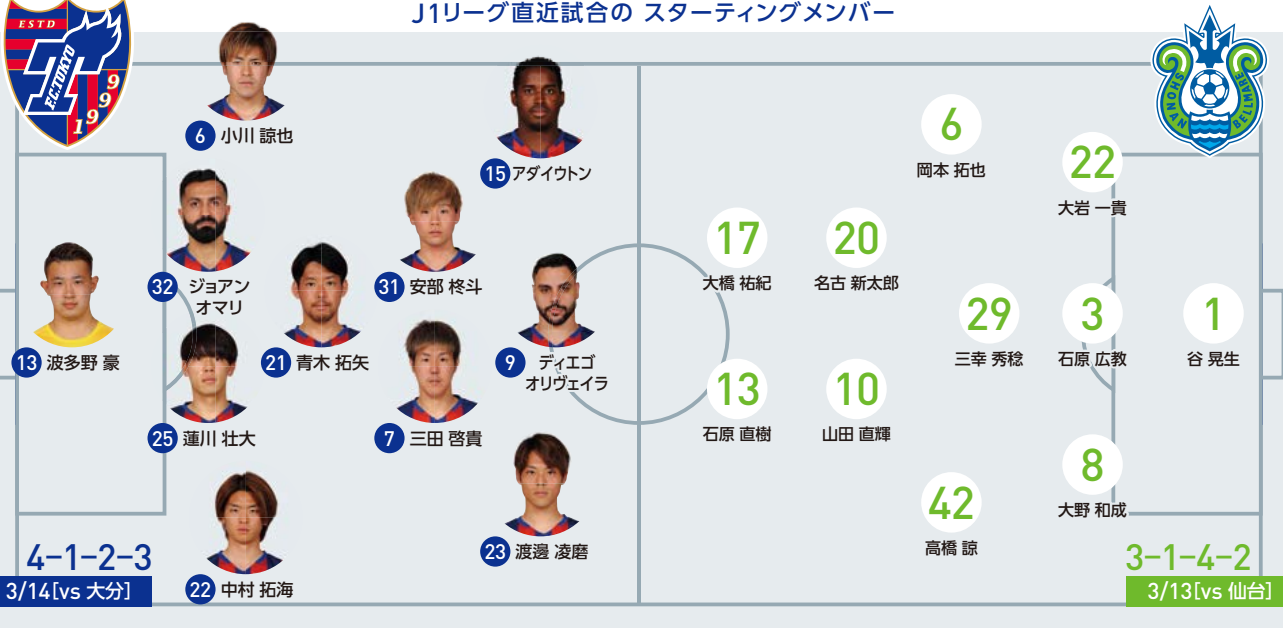 J1リーグ直近試合の スターティングメンバー
ESTD
F.C.TOKYO
1999
SHONAN BELLMARE
6 小川 諒也
15 アダイウトン
32 ジョアン
オマリ
31 安部 柊斗
13 波多野 豪
21 青木 拓矢
9 ディエゴ
オリヴェイラ
25 蓮川 壮大
7 三田 啓貴
23 渡邊 凌磨
22 中村 拓海
4-1-2-3
3/14[vs 大分]
6
岡本 拓也
22
大岩 一貴
17
大橋 祐紀
20
名古 新太郎
29
三幸 秀稔
3
石原 広教
1
谷 晃生
13
石原 直樹
10
山田 直輝
8
大野 和成
42
高橋 諒
3-1-4-2
3/13[vs 仙台]